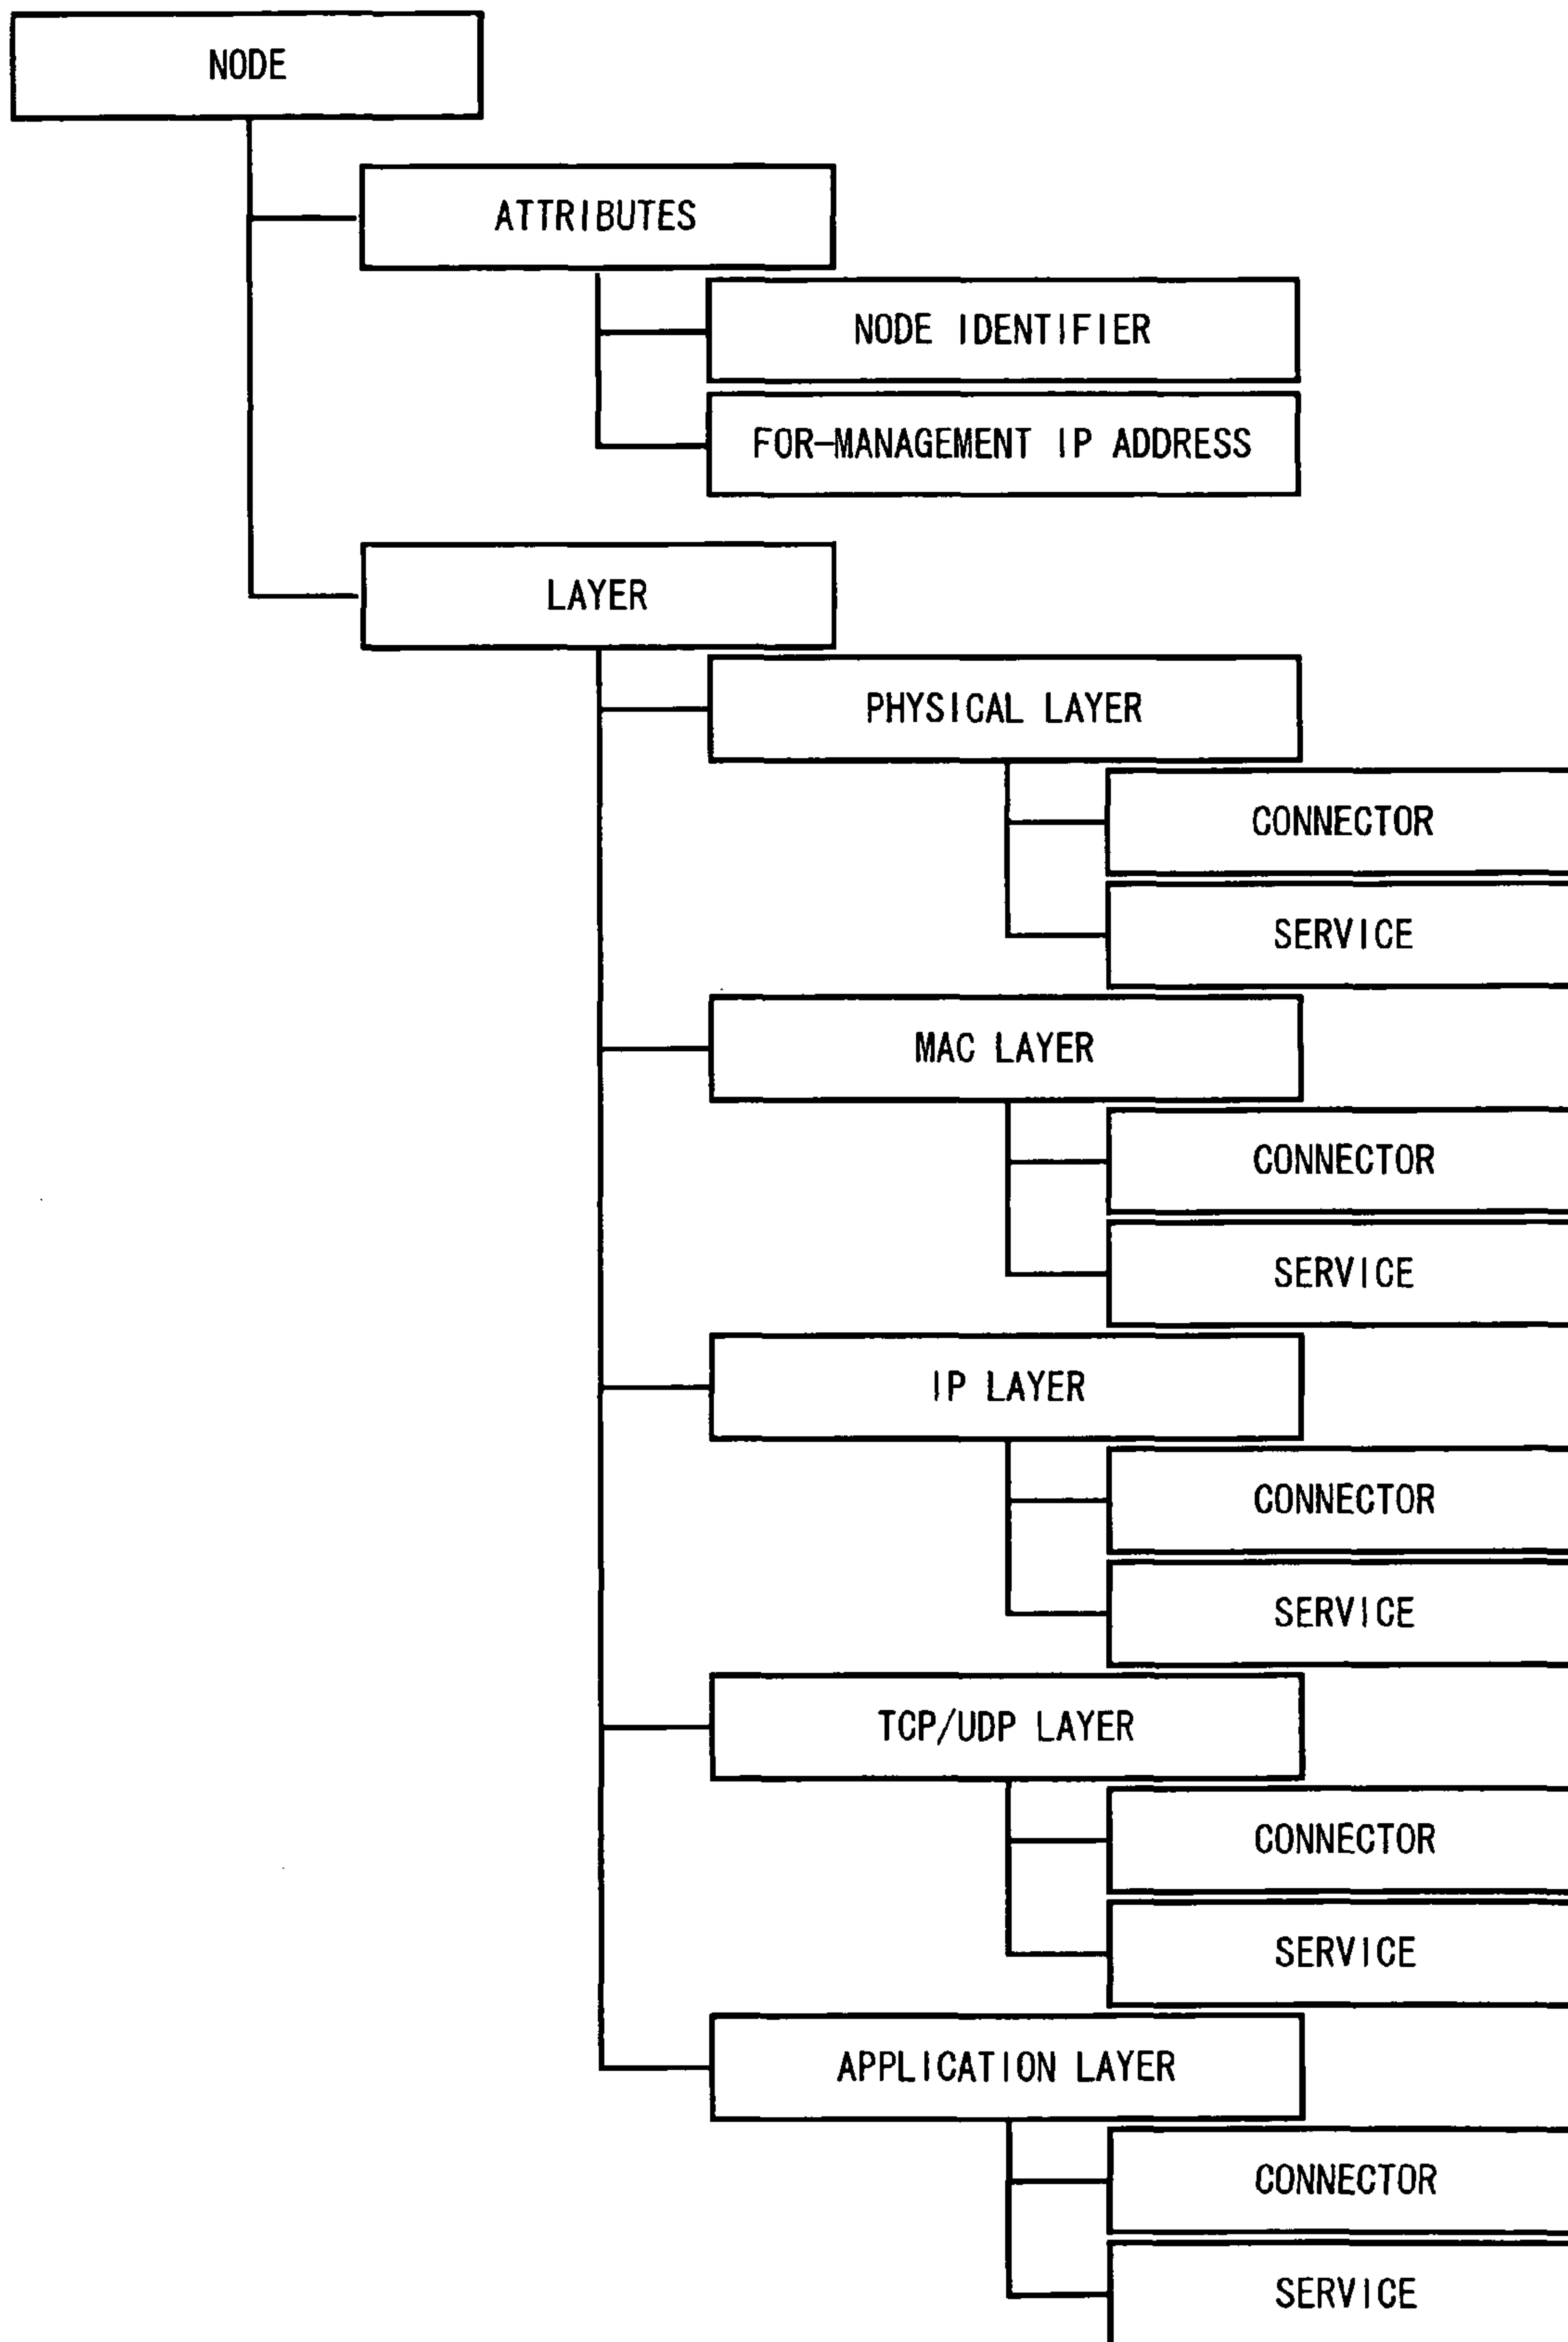 NODE
ATTRIBUTES
NODE IDENTIFIER
FOR-MANAGEMENT IP ADDRESS
LAYER
PHYSICAL LAYER
CONNECTOR
SERVICE
MAC LAYER
CONNECTOR
SERVICE
IP LAYER
CONNECTOR
SERVICE
TCP/UDP LAYER
CONNECTOR
SERVICE
APPLICATION LAYER
CONNECTOR
SERVICE